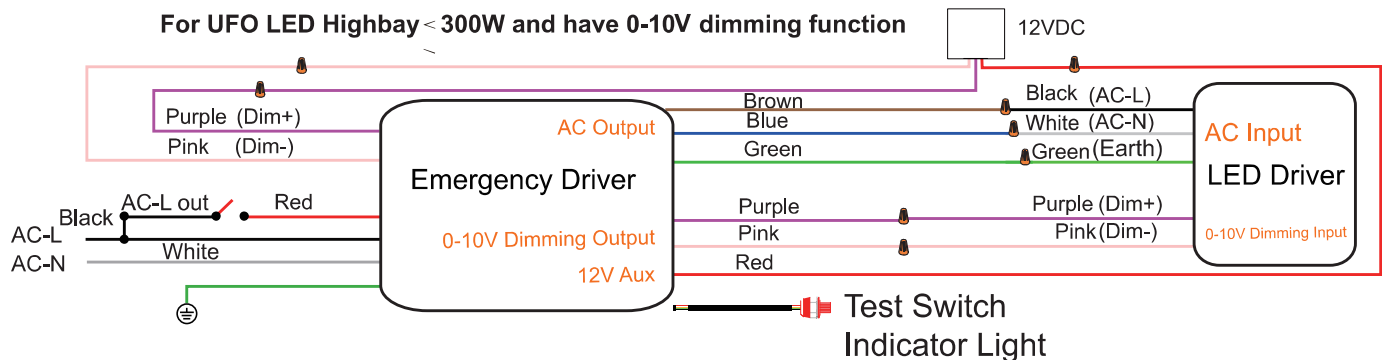 For UFO LED Highbay < 300W and have 0-10V dimming function
12VDC
Purple (Dim+)
Pink (Dim-)
AC Output
Brown
Blue
Green
Black (AC-L)
White (AC-N)
Green (Earth)
AC Input
LED Driver
Emergency Driver
AC-L out
Red
Black
AC-L
White
AC-N
0-10V Dimming Output
12V Aux
Purple
Pink
Red
Purple (Dim+)
Pink (Dim-)
0-10V Dimming Input
Test Switch
Indicator Light